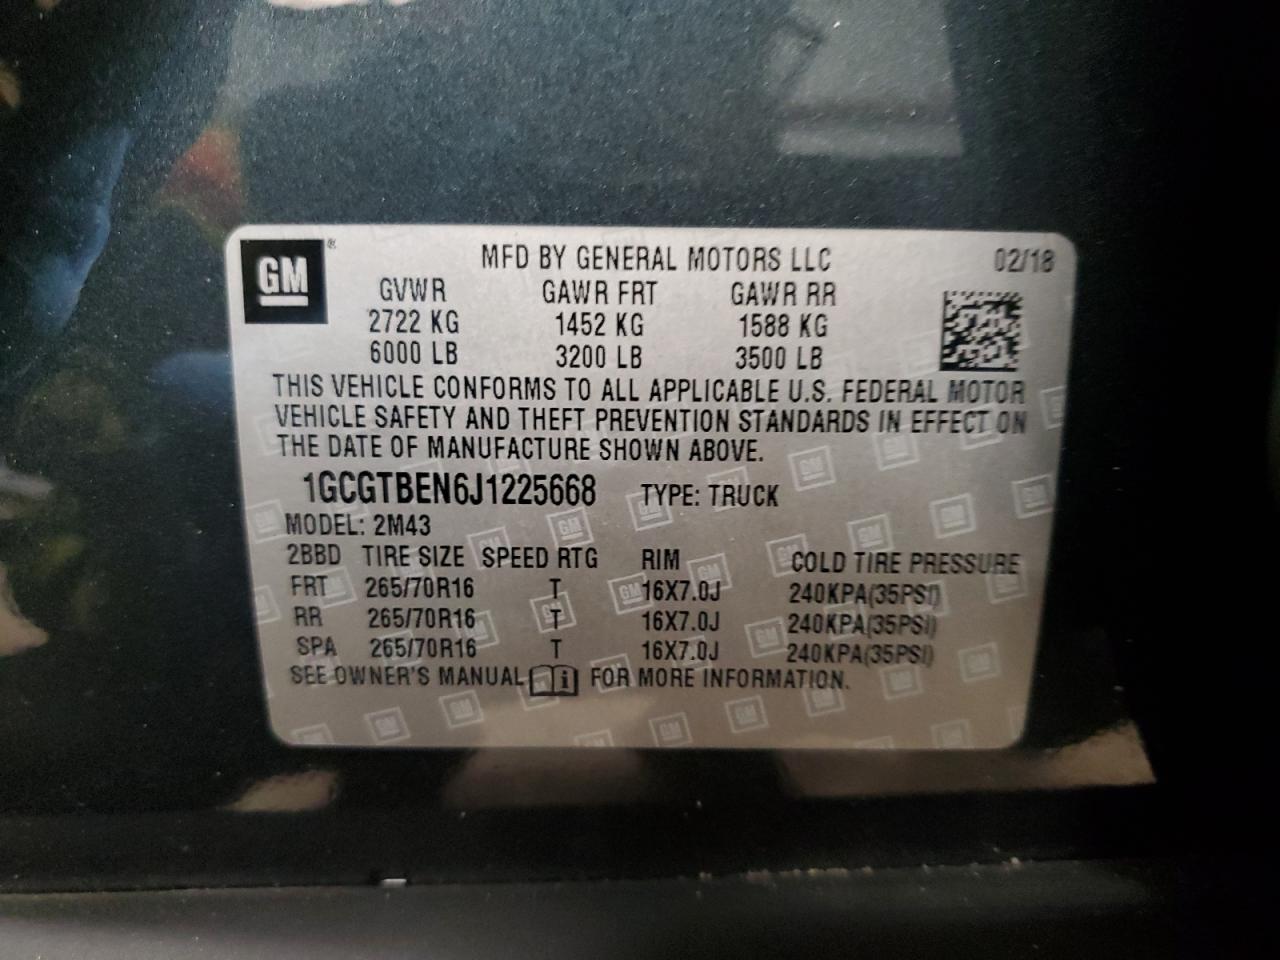 GM® MFD BY GENERAL MOTORS LLC 02/18
GVWR GAWR FRT GAWR RR
2722 KG 1452 KG 1588 KG
6000 LB 3200 LB 3500 LB
THIS VEHICLE CONFORMS TO ALL APPLICABLE U.S. FEDERAL MOTOR
VEHICLE SAFETY AND THEFT PREVENTION STANDARDS IN EFFECT ON
THE DATE OF MANUFACTURE SHOWN ABOVE.
1GCGTBEN6J1225668 TYPE: TRUCK
MODEL: 2M43
2BBD TIRE SIZE SPEED RTG RIM COLD TIRE PRESSURE
FRT 265/70R16 T 16X7.0J 240KPA(35PSI)
RR 265/70R16 T 16X7.0J 240KPA(35PSI)
SPA 265/70R16 T 16X7.0J 240KPA(35PSI)
SEE OWNER'S MANUAL i FOR MORE INFORMATION.